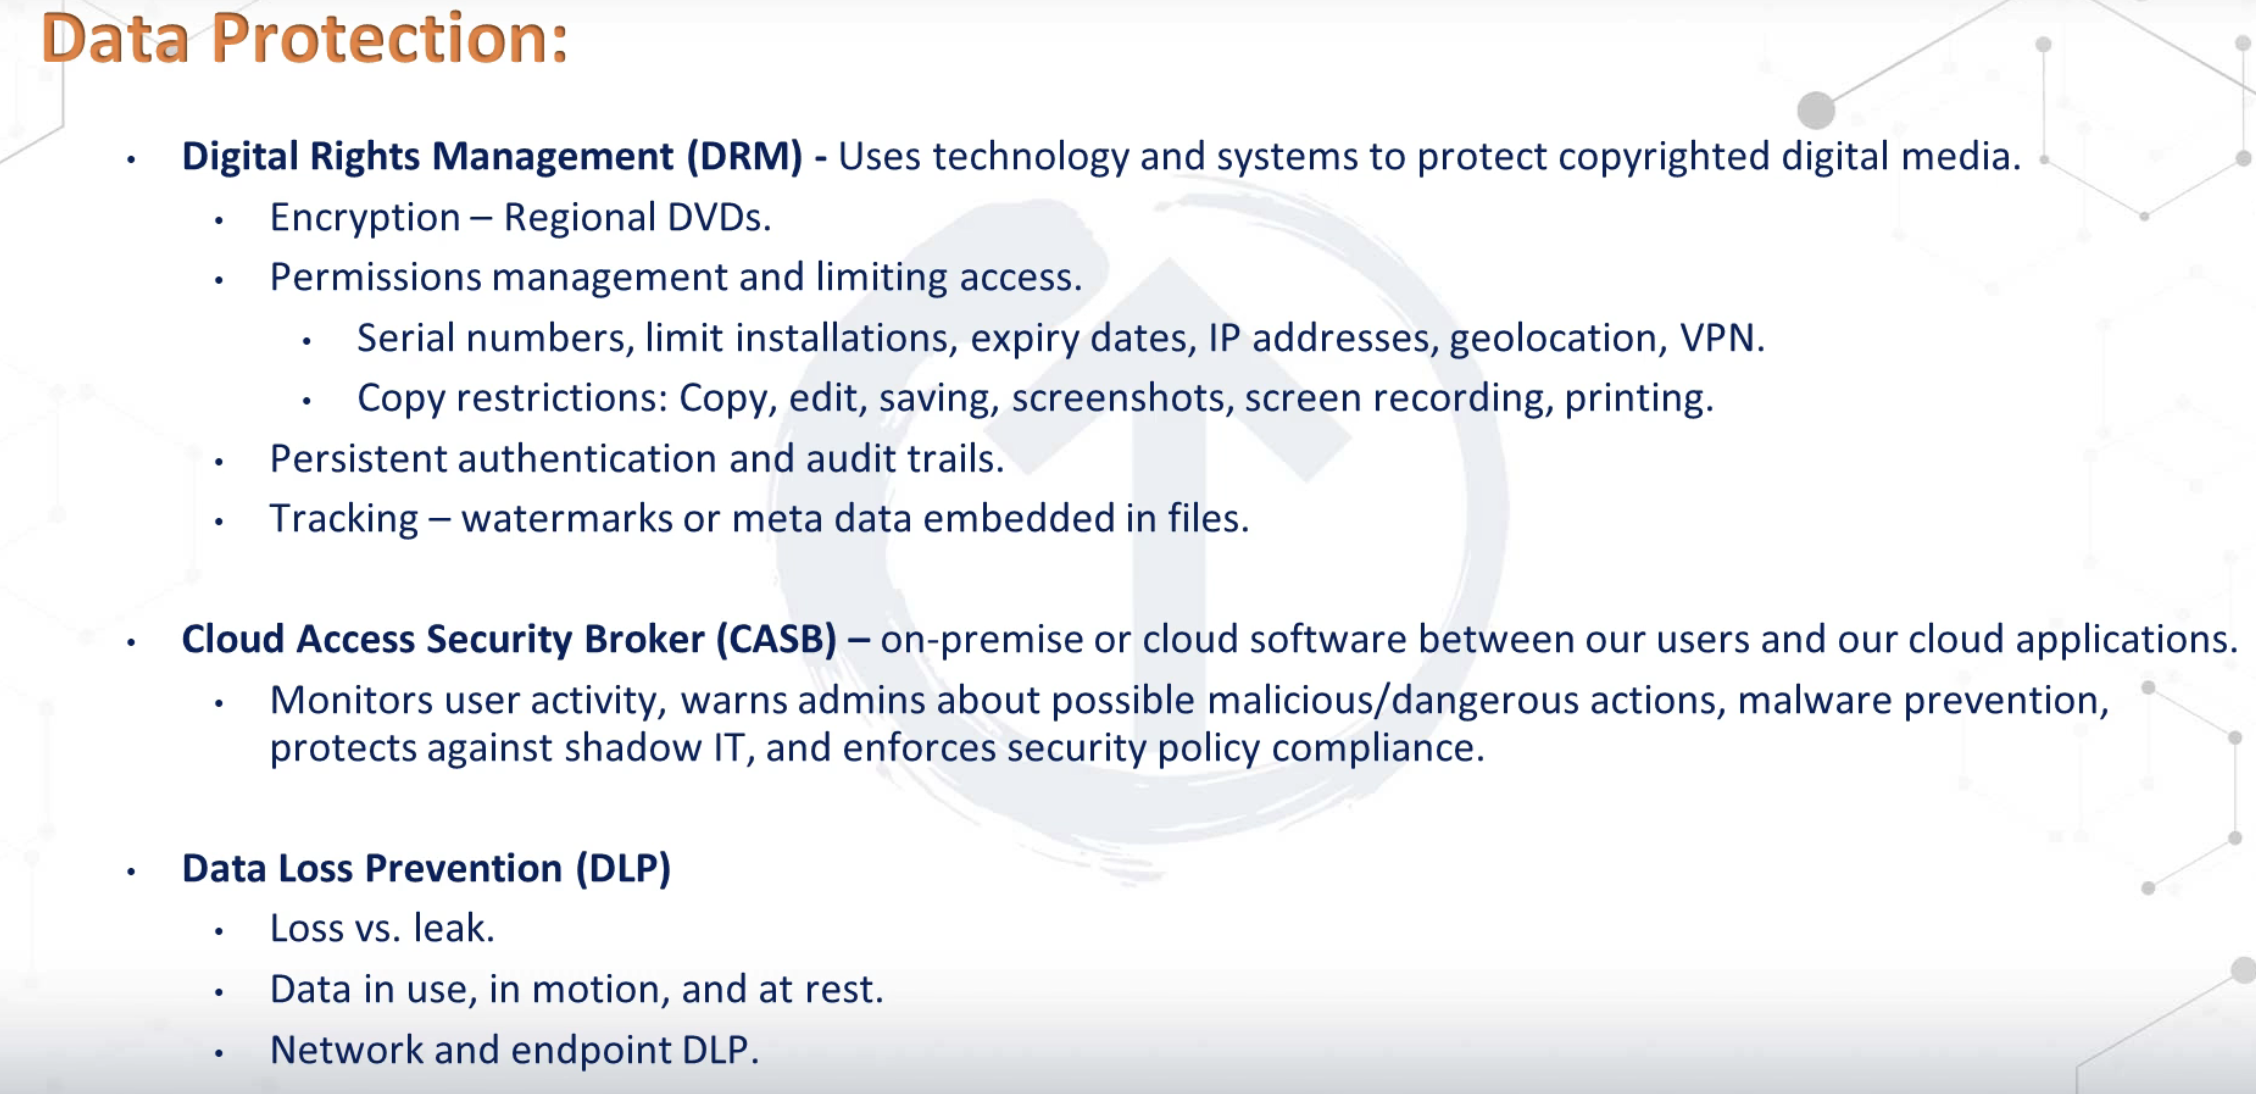 Data Protection:
• Digital Rights Management (DRM) - Uses technology and systems to protect copyrighted digital media.
• Encryption – Regional DVDs.
• Permissions management and limiting access.
• Serial numbers, limit installations, expiry dates, IP addresses, geolocation, VPN.
• Copy restrictions: Copy, edit, saving, screenshots, screen recording, printing.
• Persistent authentication and audit trails.
• Tracking – watermarks or meta data embedded in files.
• Cloud Access Security Broker (CASB) – on-premise or cloud software between our users and our cloud applications.
• Monitors user activity, warns admins about possible malicious/dangerous actions, malware prevention,
protects against shadow IT, and enforces security policy compliance.
• Data Loss Prevention (DLP)
• Loss vs. leak.
• Data in use, in motion, and at rest.
• Network and endpoint DLP.